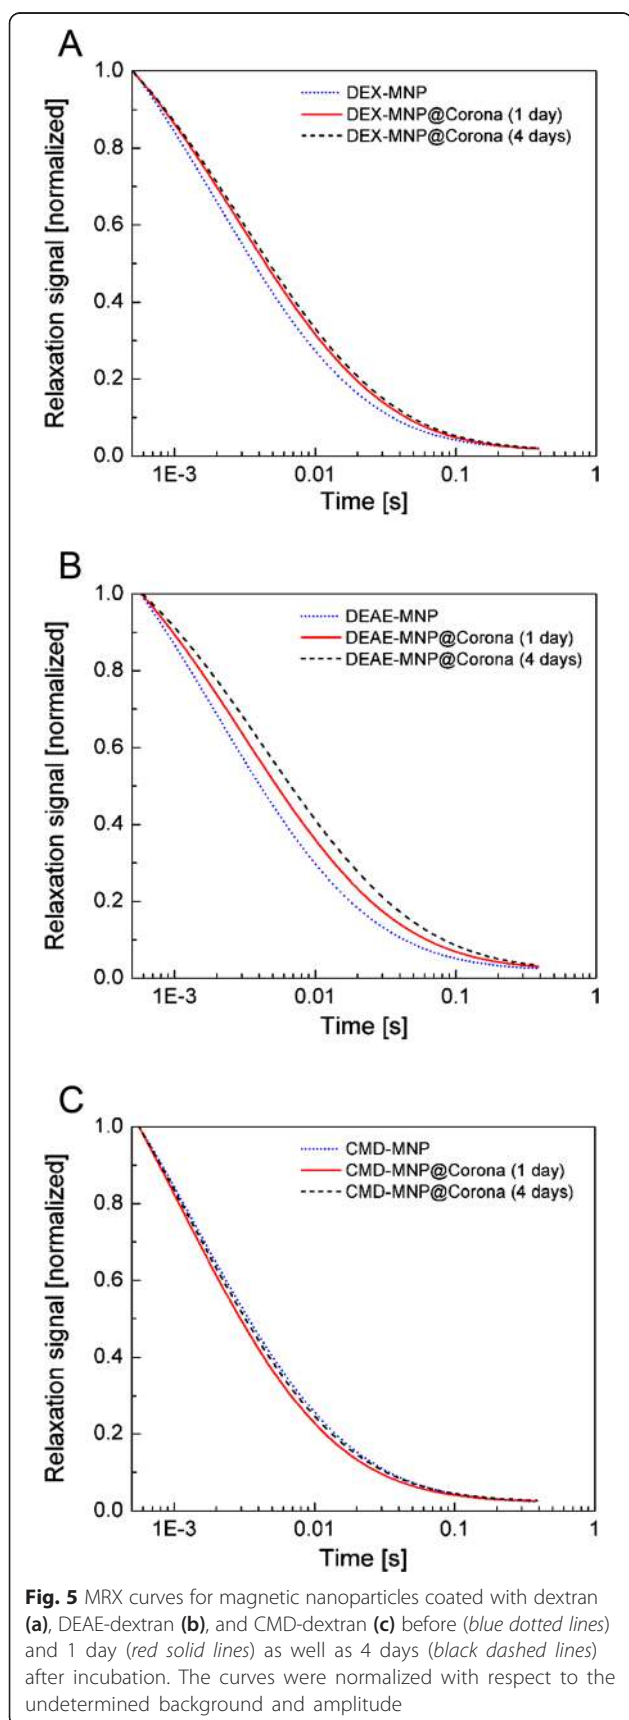 A
DEX-MNP
DEX-MNP@Corona (1 day)
DEX-MNP@Corona (4 days)
Relaxation signal [normalized]
1.0
0.8
0.6
0.4
0.2
0.0
1E-3 0.01 0.1 1
Time [s]
B
DEAE-MNP
DEAE-MNP@Corona (1 day)
DEAE-MNP@Corona (4 days)
Relaxation signal [normalized]
1.0
0.8
0.6
0.4
0.2
0.0
1E-3 0.01 0.1 1
Time [s]
C
CMD-MNP
CMD-MNP@Corona (1 day)
CMD-MNP@Corona (4 days)
Relaxation signal [normalized]
1.0
0.8
0.6
0.4
0.2
0.0
1E-3 0.01 0.1 1
Time [s]
Fig. 5 MRX curves for magnetic nanoparticles coated with dextran
(a), DEAE-dextran (b), and CMD-dextran (c) before (blue dotted lines)
and 1 day (red solid lines) as well as 4 days (black dashed lines)
after incubation. The curves were normalized with respect to the
undetermined background and amplitude